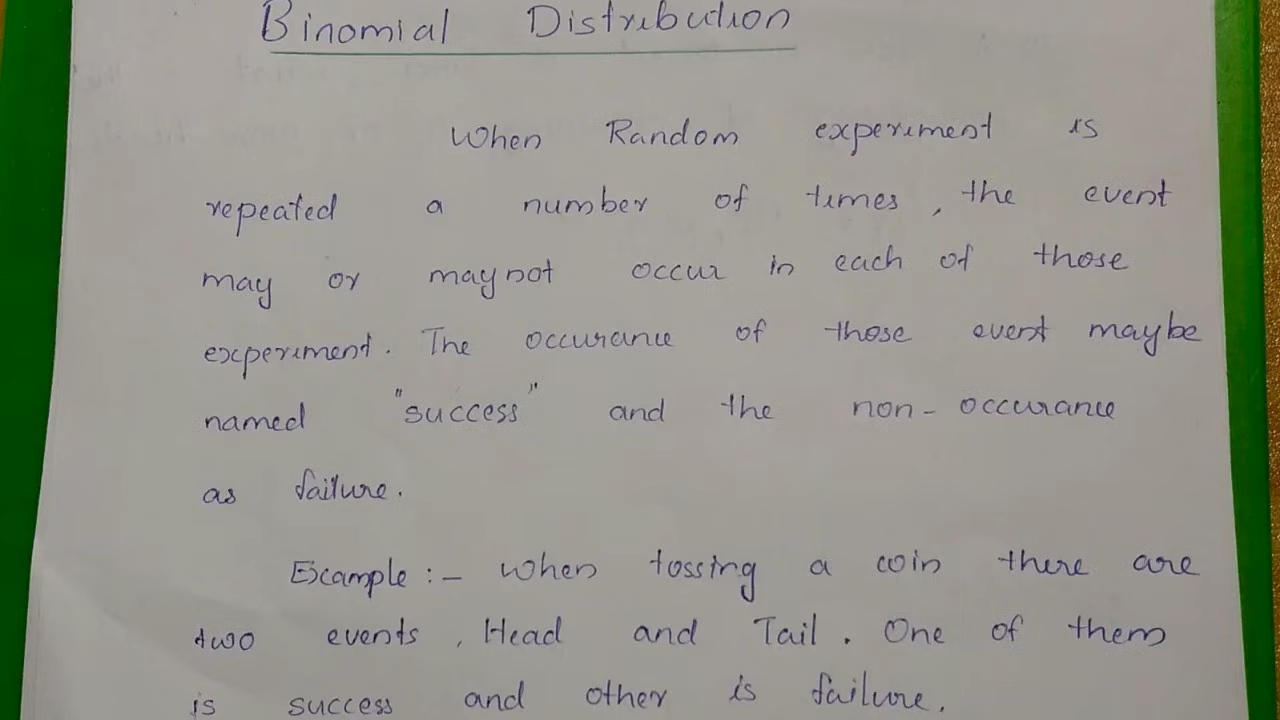 Binomial Distribution
When Random experiment is
repeated a number of times, the event
may or maynot occur in each of those
experiment. The occurance of those event maybe
named "success" and the non-occurance
as failure.
Example:- When tossing a coin there are
two events, Head and Tail. One of them
is success and other is failure.